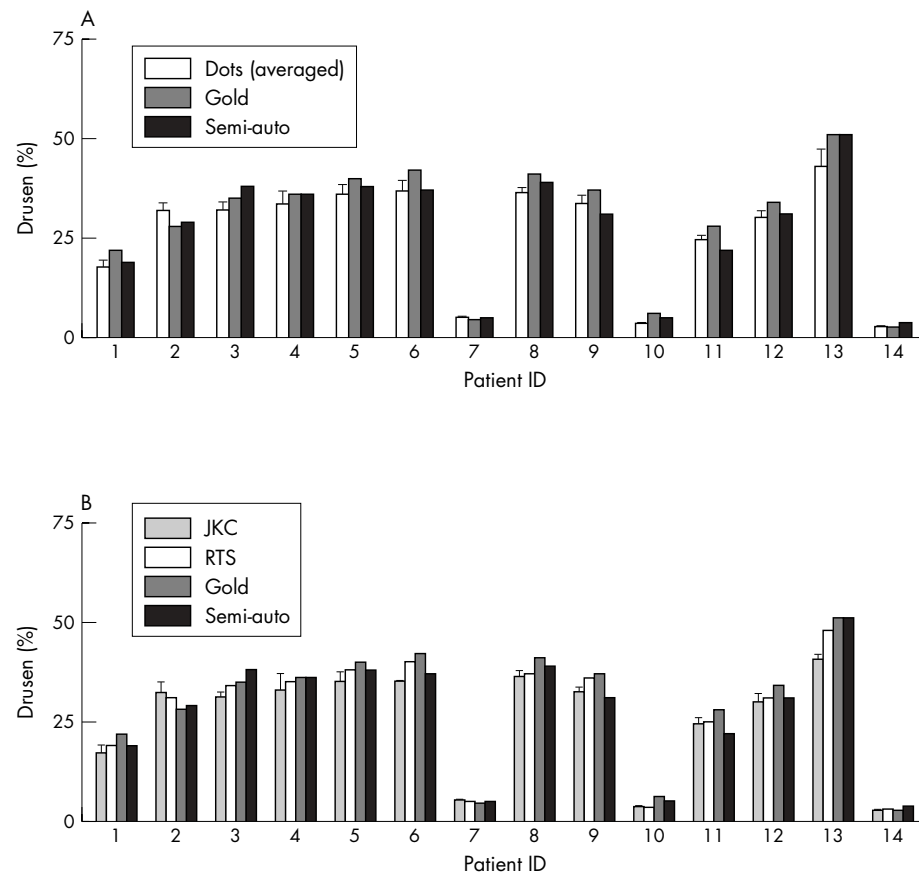 A
75
50
25
0
Drusen (%)
Dots (averaged)
Gold
Semi-auto
1 2 3 4 5 6 7 8 9 10 11 12 13 14
Patient ID
B
75
50
25
0
Drusen (%)
JKC
RTS
Gold
Semi-auto
1 2 3 4 5 6 7 8 9 10 11 12 13 14
Patient ID